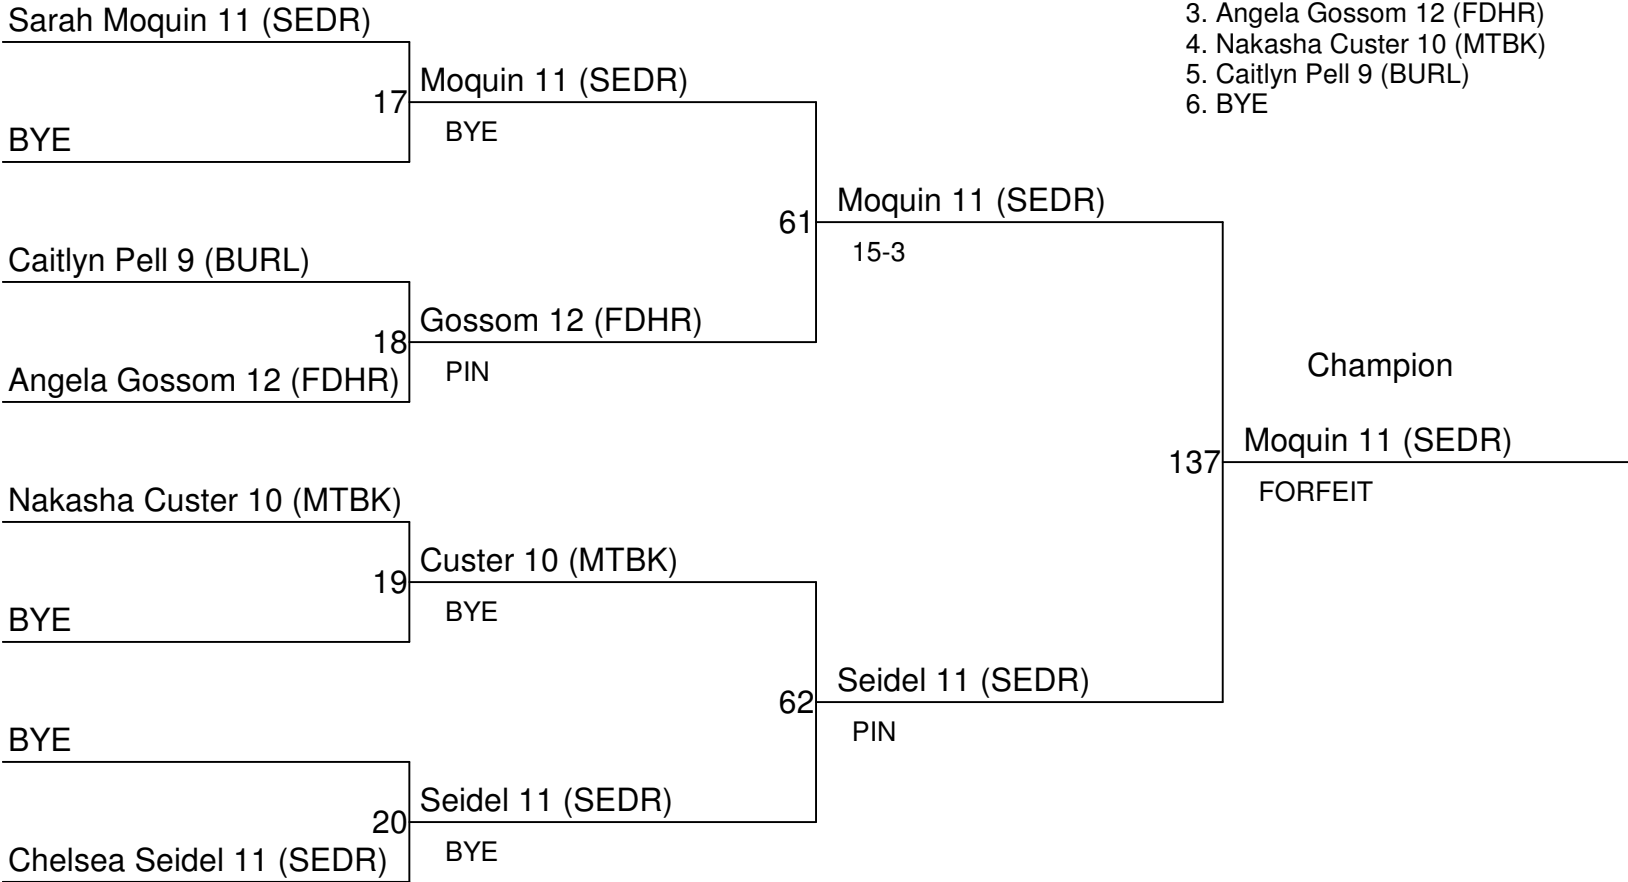 Sarah Moquin 11 (SEDR)
BYE
17
Moquin 11 (SEDR)
BYE
Caitlyn Pell 9 (BURL)
Angela Gossom 12 (FDHR)
18
Gossom 12 (FDHR)
PIN
61
Moquin 11 (SEDR)
15-3
Nakasha Custer 10 (MTBK)
BYE
19
Custer 10 (MTBK)
BYE
BYE
Chelsea Seidel 11 (SEDR)
20
Seidel 11 (SEDR)
BYE
62
Seidel 11 (SEDR)
PIN
137
Champion
Moquin 11 (SEDR)
FORFEIT
3. Angela Gossom 12 (FDHR)
4. Nakasha Custer 10 (MTBK)
5. Caitlyn Pell 9 (BURL)
6. BYE